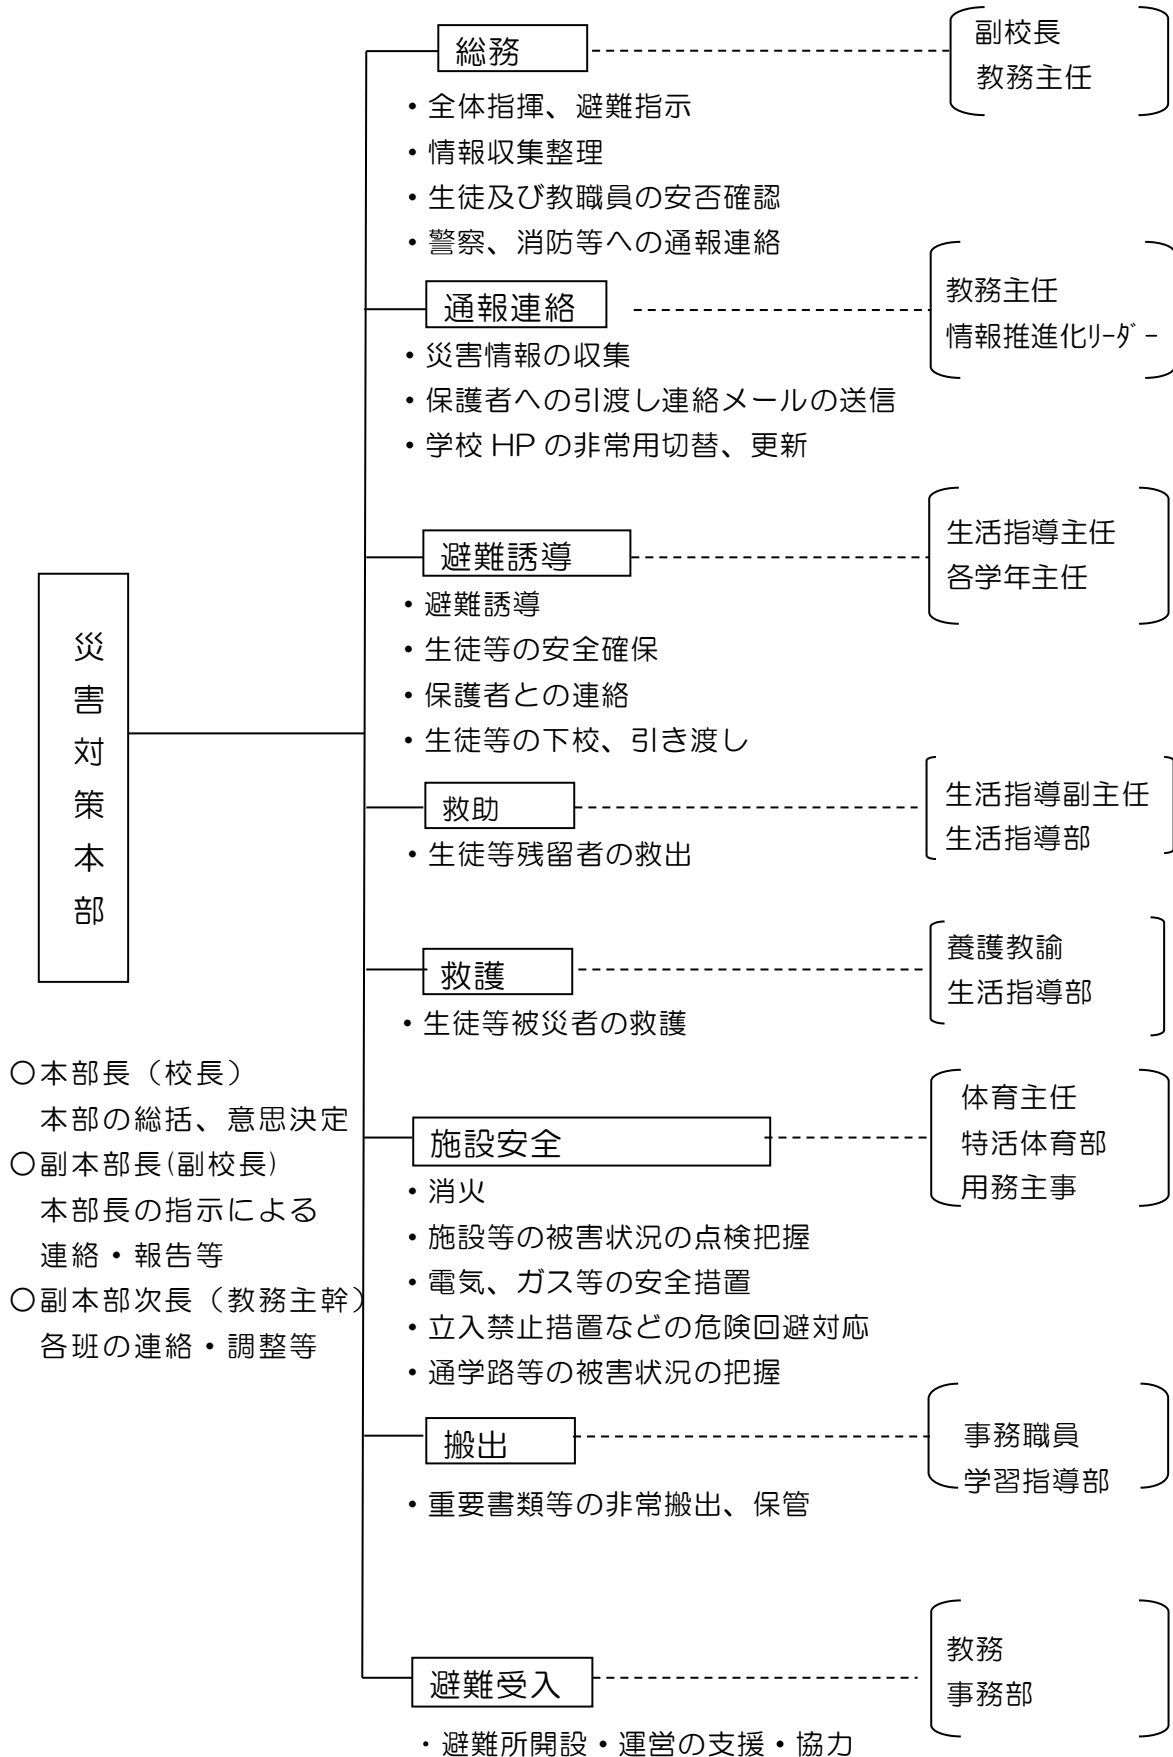 総務
副校長
教務主任
・全体指揮、避難指示
・情報収集整理
・生徒及び教職員の安否確認
・警察、消防等への通報連絡
通報連絡
教務主任
情報推進化ﾘｰﾀﾞｰ
・災害情報の収集
・保護者への引渡し連絡メールの送信
・学校 HP の非常用切替、更新
避難誘導
生活指導主任
各学年主任
・避難誘導
・生徒等の安全確保
・保護者との連絡
・生徒等の下校、引き渡し
災害対策本部
救助
生活指導副主任
生活指導部
・生徒等残留者の救出
救護
養護教諭
生活指導部
・生徒等被災者の救護
〇本部長（校長）
本部の総括、意思決定
〇副本部長(副校長)
本部長の指示による
連絡・報告等
〇副本部次長（教務主幹）
各班の連絡・調整等
施設安全
体育主任
特活体育部
用務主事
・消火
・施設等の被害状況の点検把握
・電気、ガス等の安全措置
・立入禁止措置などの危険回避対応
・通学路等の被害状況の把握
搬出
事務職員
学習指導部
・重要書類等の非常搬出、保管
避難受入
教務
事務部
・避難所開設・運営の支援・協力